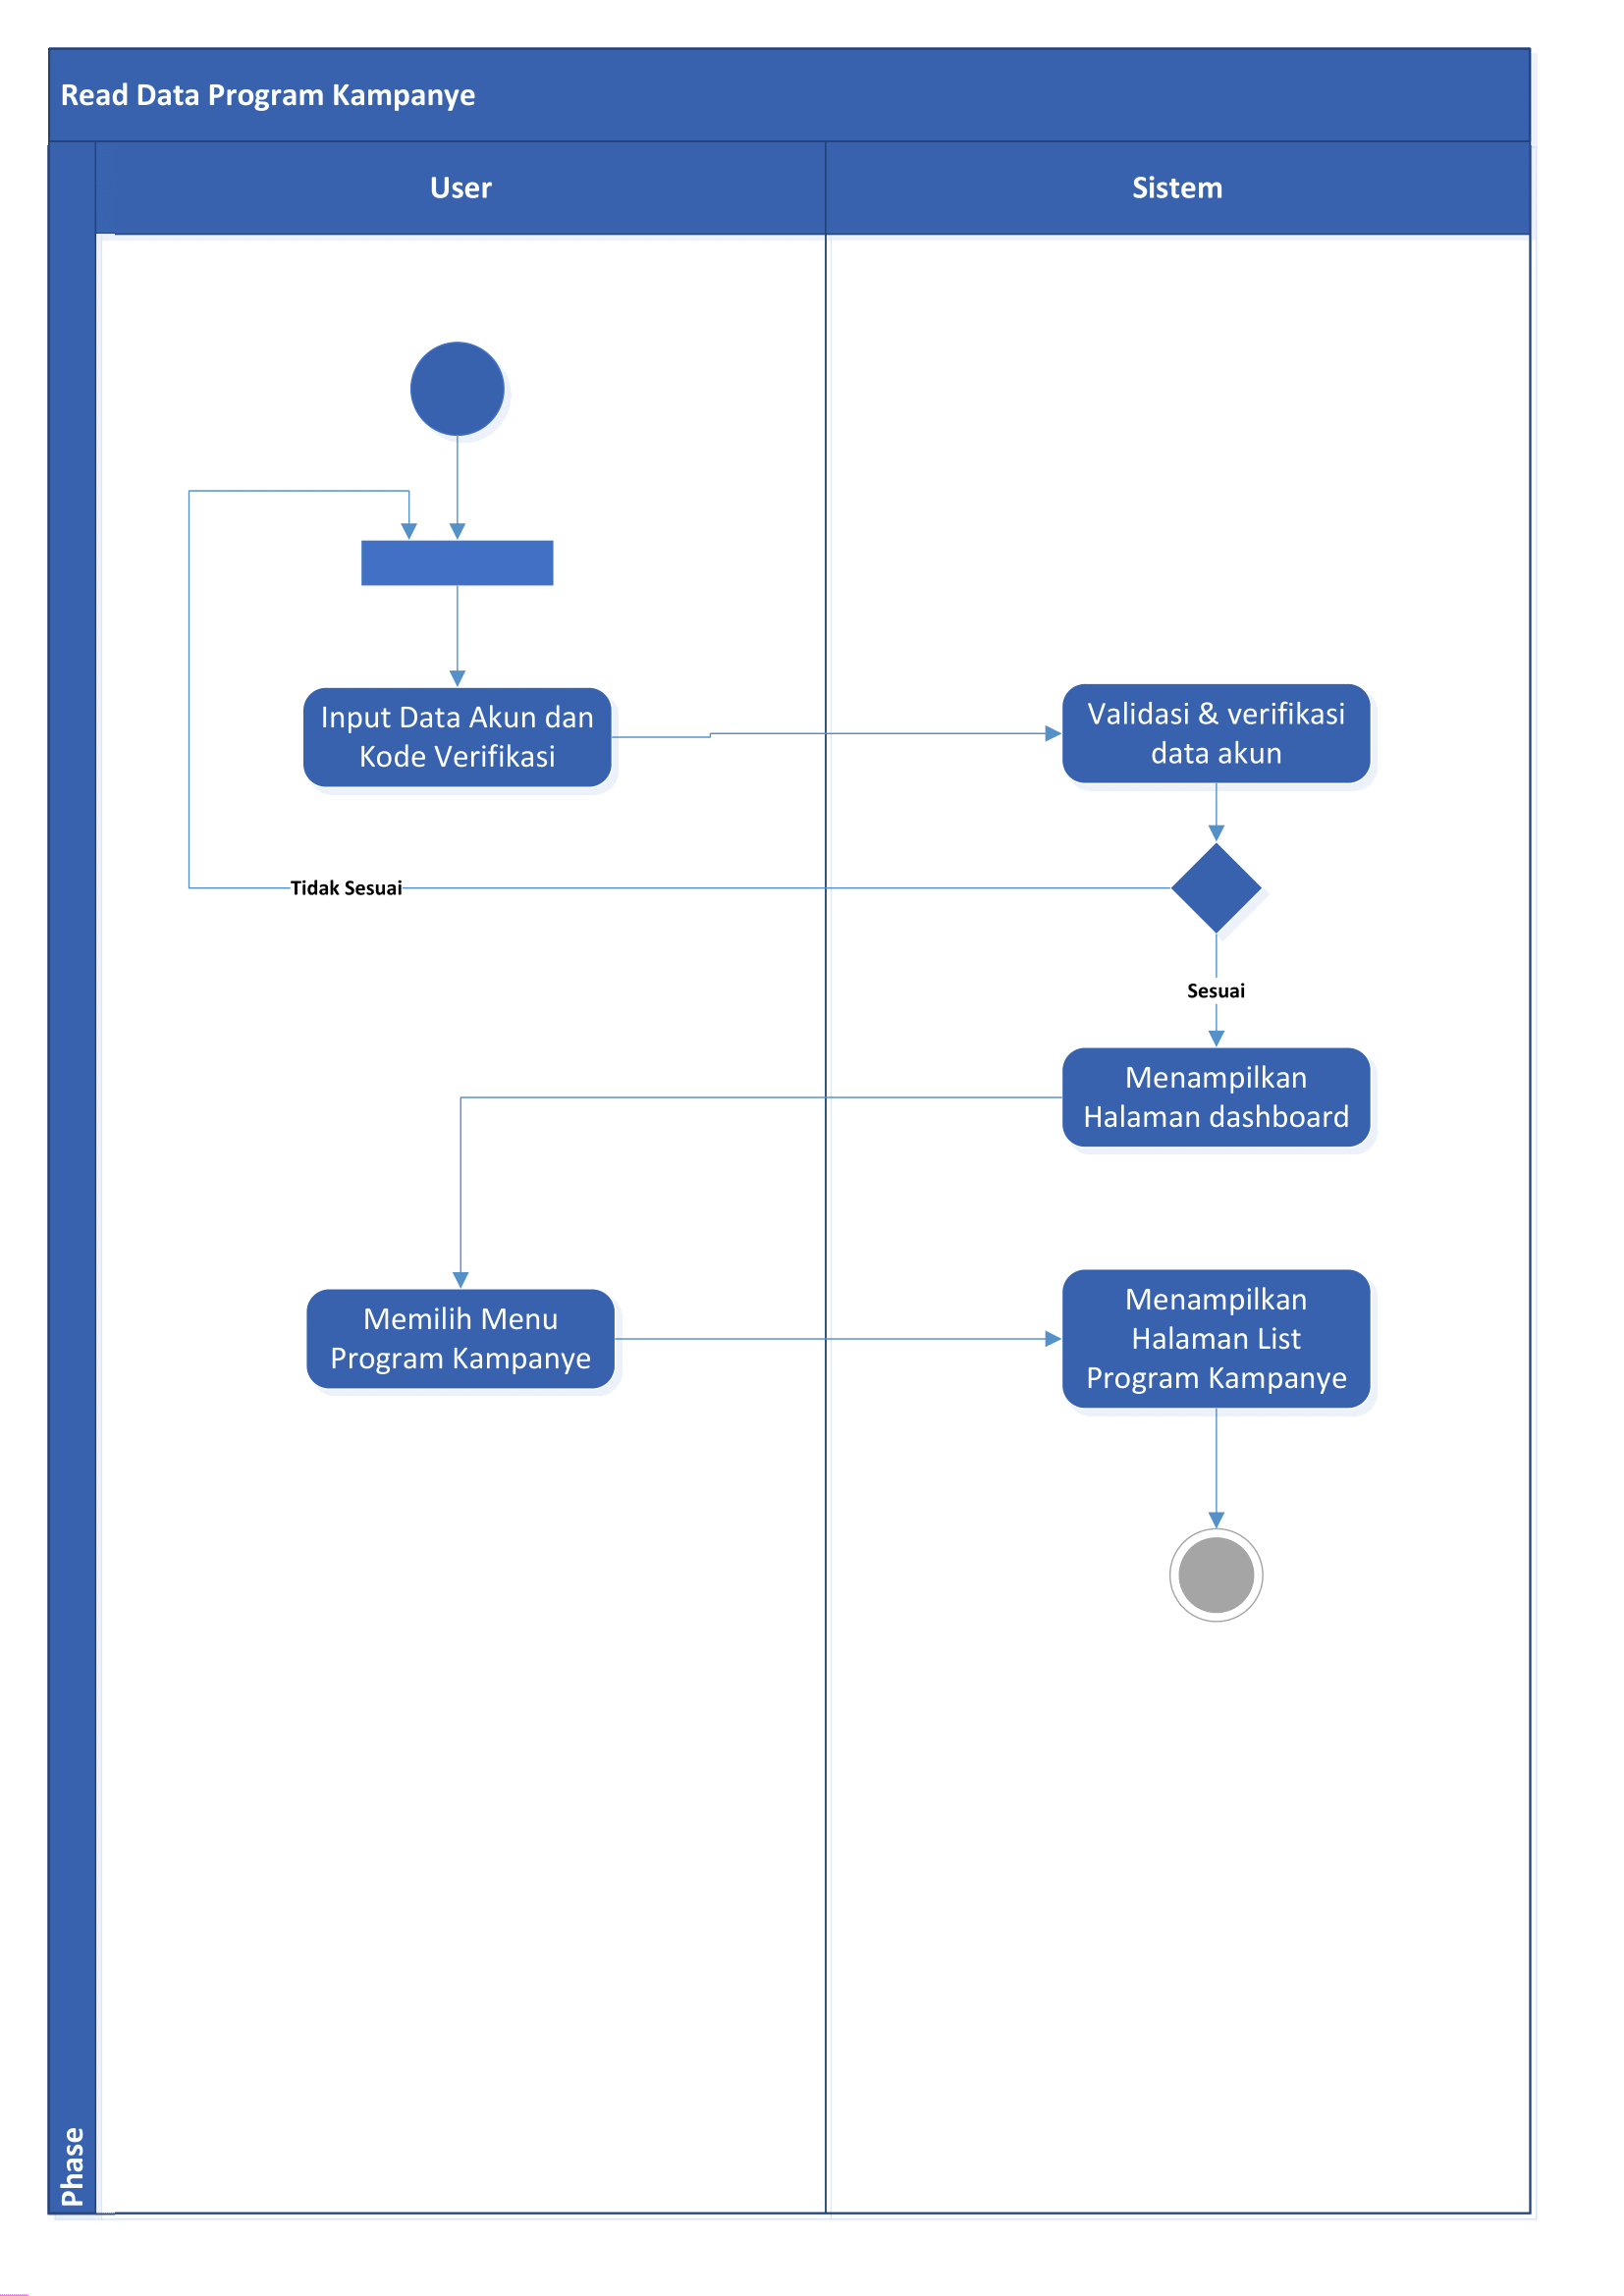 Read Data Program Kampanye
User
Sistem
Input Data Akun dan
Kode Verifikasi
Validasi & verifikasi
data akun
Tidak Sesuai
Sesuai
Menampilkan
Halaman dashboard
Memilih Menu
Program Kampanye
Menampilkan
Halaman List
Program Kampanye
Phase